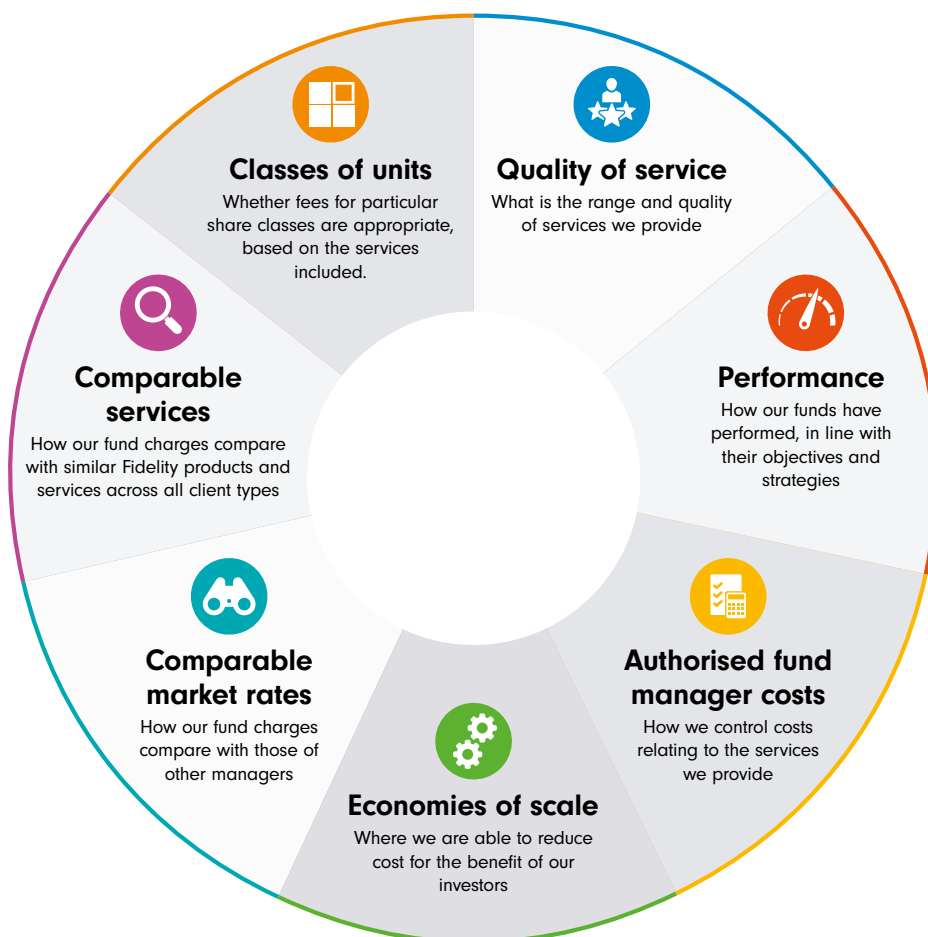 Classes of units
Whether fees for particular
share classes are appropriate,
based on the services
included.
Quality of service
What is the range and quality
of services we provide
Performance
How our funds have
performed, in line with
their objectives and
strategies
Authorised fund
manager costs
How we control costs
relating to the services
we provide
Economies of scale
Where we are able to reduce
cost for the benefit of our
investors
Comparable
market rates
How our fund charges
compare with those of
other managers
Comparable
services
How our fund charges compare
with similar Fidelity products and
services across all client types